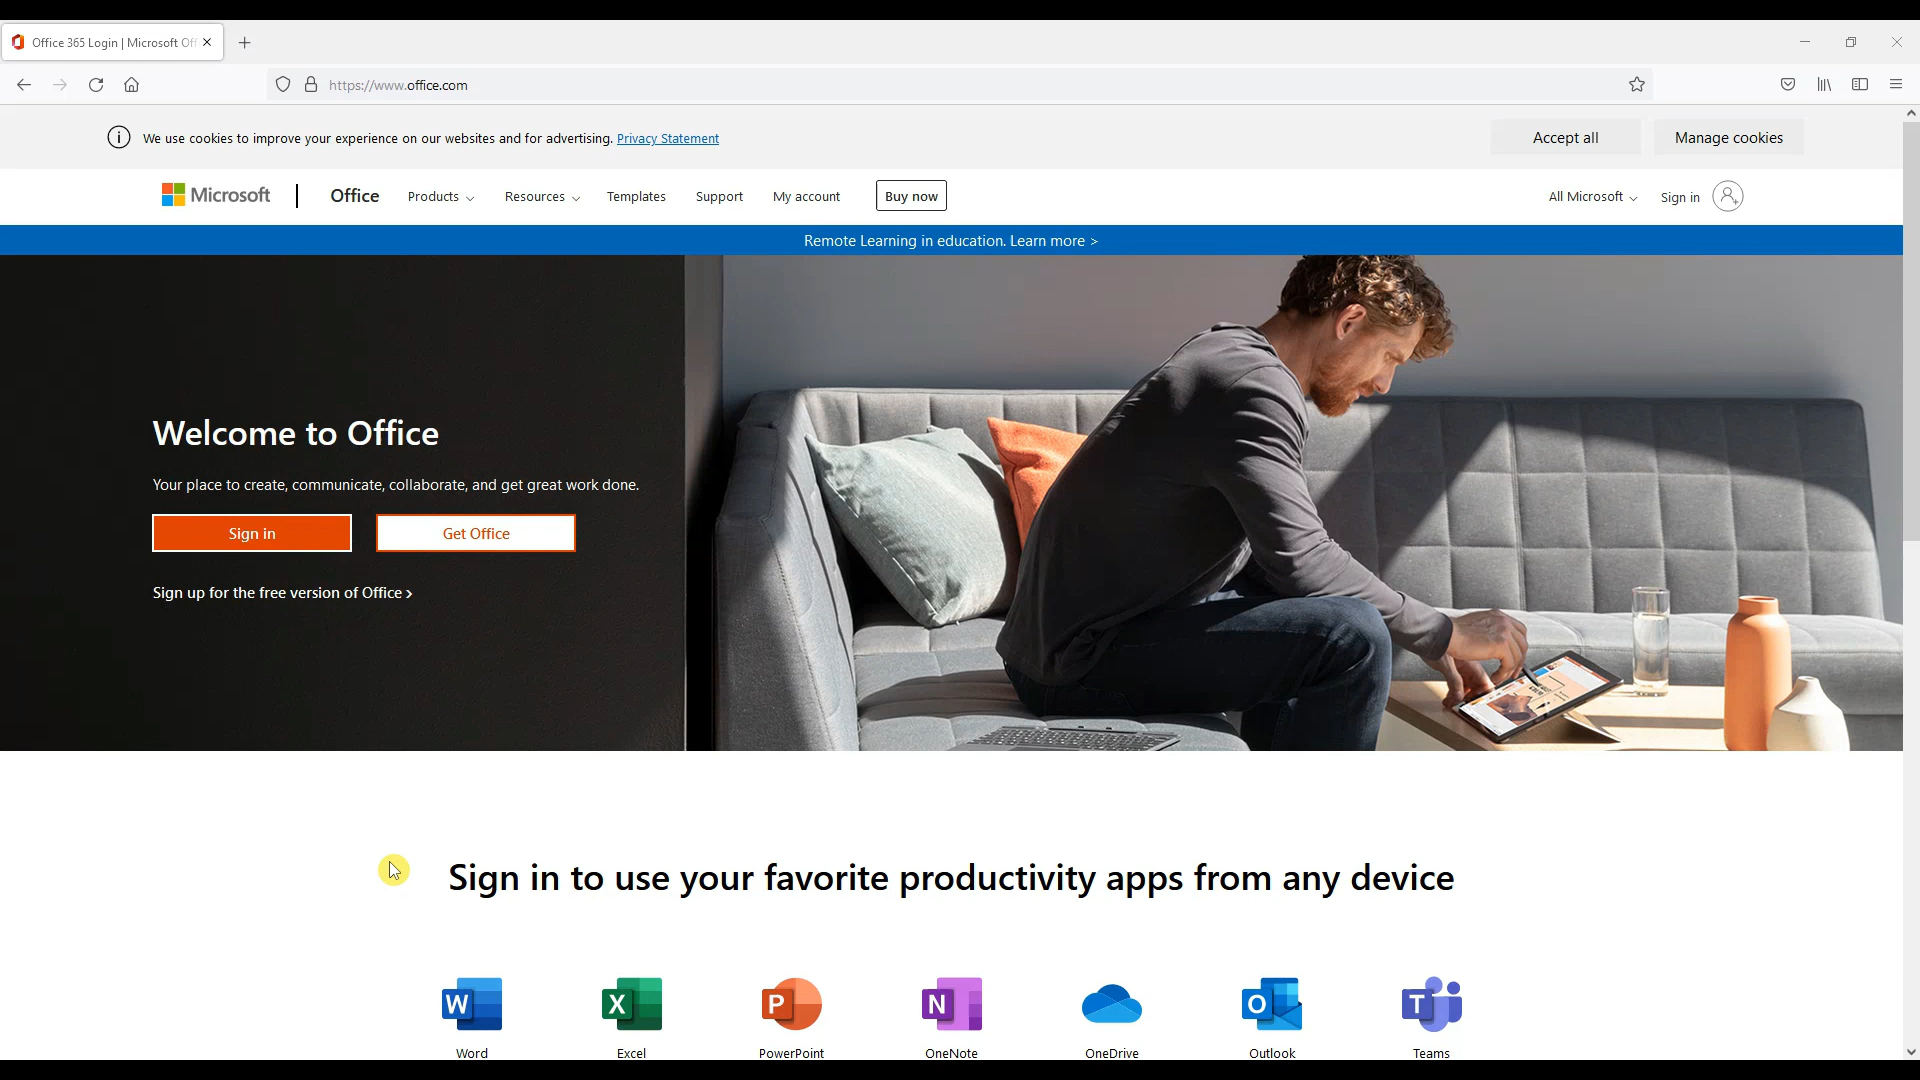 Office 365 Login | Microsoft Off
https://www.office.com
We use cookies to improve your experience on our websites and for advertising. Privacy Statement
Accept all
Manage cookies
Microsoft
Office
Products
Resources
Templates
Support
My account
Buy now
All Microsoft
Sign in
Remote Learning in education. Learn more >
Welcome to Office
Your place to create, communicate, collaborate, and get great work done.
Sign in
Get Office
Sign up for the free version of Office >
Sign in to use your favorite productivity apps from any device
W
X
P
N
O
T
Word
Excel
PowerPoint
OneNote
OneDrive
Outlook
Teams